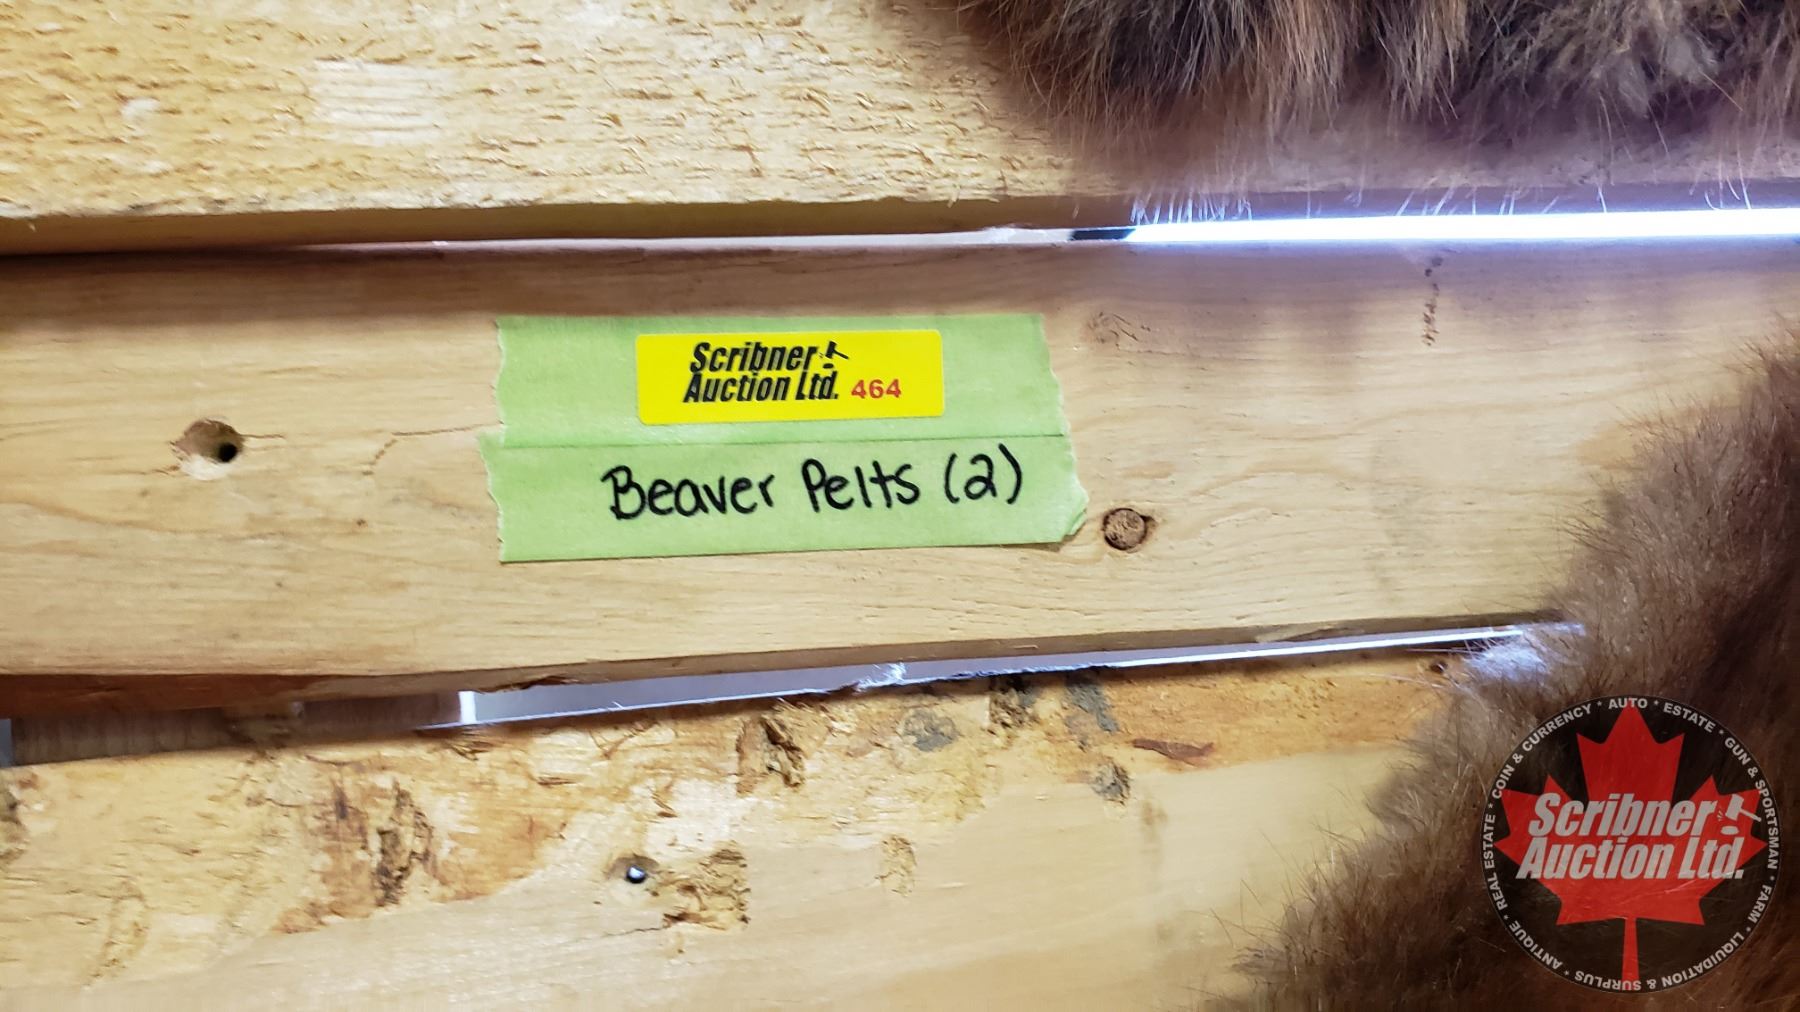 Scribner
Auction Ltd. 464
Beaver Pelts (2)
Scribner
Auction Ltd.
ANTIQUE * REAL ESTATE * COIN & CURRENCY * AUTO * ESTATE * GUN & SPORTSMAN * FARM * LIQUIDATION & SURPLUS *